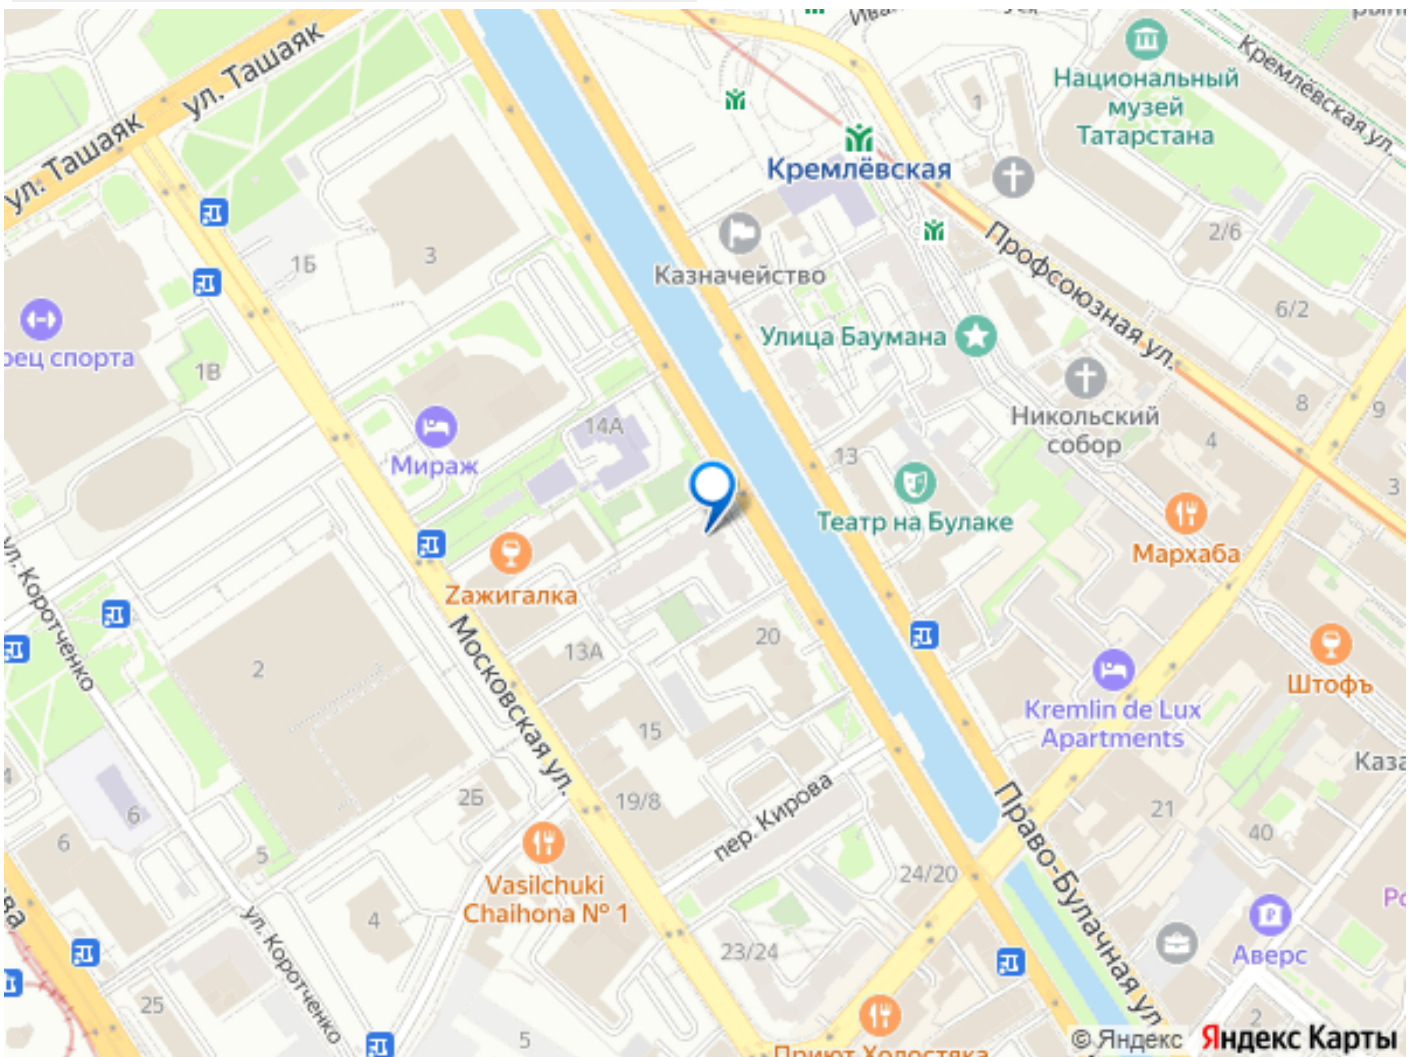 ул. Ташаяк
ул. Ташаяк
Национальный
музей
Татарстана
Кремлёвская ул.
1
Кремлёвская
2/6
Профсоюзная ул.
Казначейство
3
1Б
6/2
Улица Баумана
рец спорта
1В
Никольский
собор
8
9
14А
13
4
Мираж
3
Театр на Булаке
Мархаба
Zажигалка
ул. Коротченко
20
13А
2
Московская ул.
Штофъ
Kremlin de Lux
Apartments
15
Каза
2Б
19/8
пер. Кирова
21
40
6
6
5
24/20
Право-Булачная ул.
Vasilchuki
Chaihona № 1
4
ул. Коротченко
23/24
Аверс
25
5
2
Приют Холостяка
© Яндекс Яндекс Карты